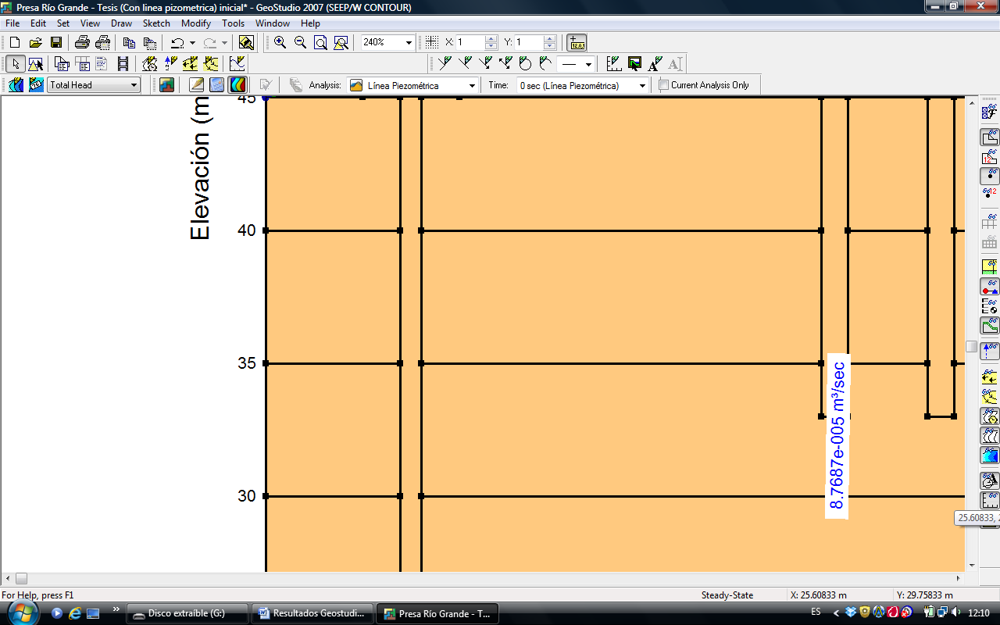 Presa Río Grande - Tesis (Con linea pizometrica) inicial* - GeoStudio 2007 (SEEP/W CONTOUR)
File Edit Set View Draw Sketch Modify Tools Window Help
240% X: 1 Y: 1
Total Head Analysis: Línea Piezométrica Time: 0 sec (Línea Piezométrica) Current Analysis Only
45
Elevación (m
40
35
30
8.7687e-005 m³/sec
25.60833, 2
For Help, press F1 Steady-State X: 25.60833 m Y: 29.75833 m
Disco extraíble (G:) Resultados Geostudi... Presa Río Grande - T... ES 12:10